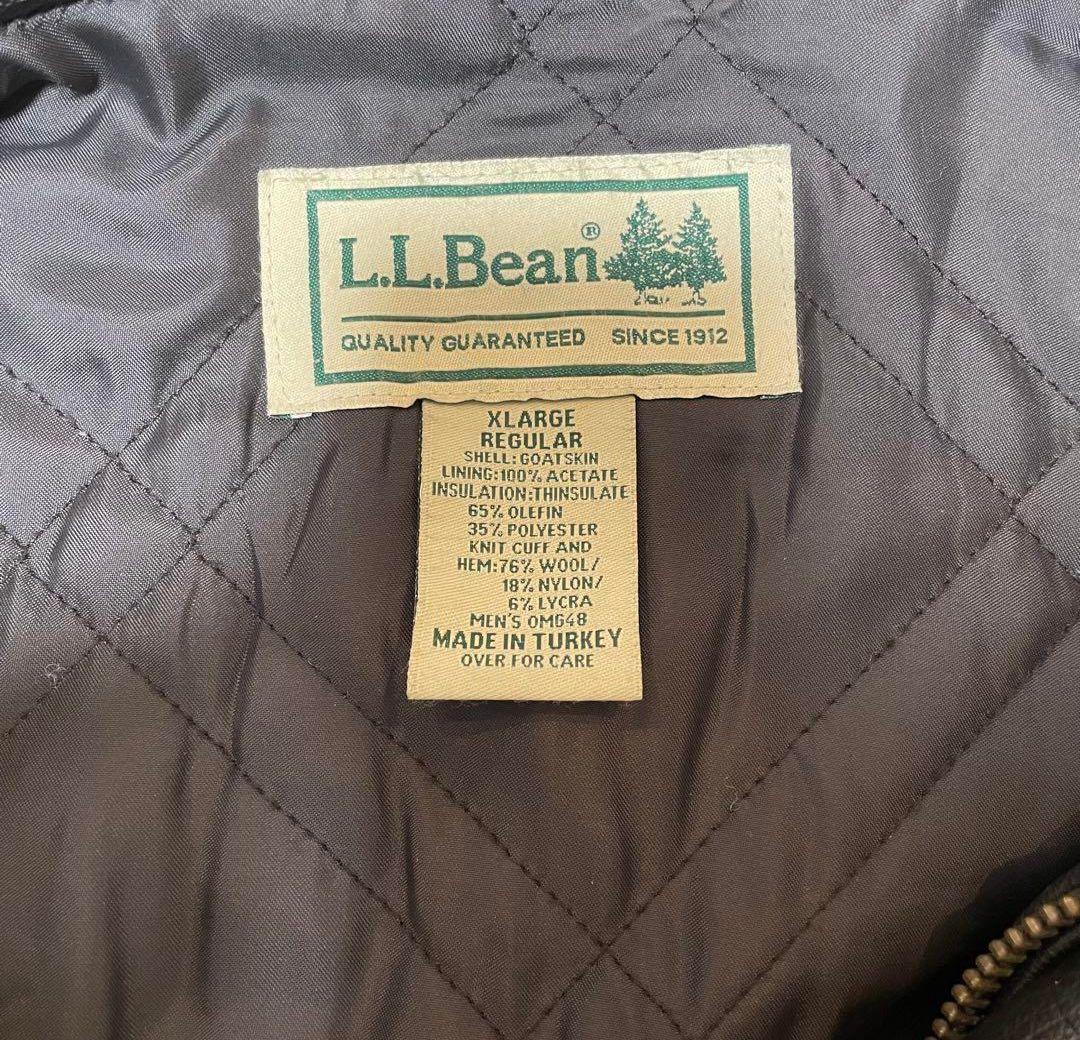 L.L.Bean®
QUALITY GUARANTEED SINCE 1912
XLARGE
REGULAR
SHELL: GOATSKIN
LINING:100% ACETATE
INSULATION:THINSULATE
65% OLEFIN
35% POLYESTER
KNIT CUFF AND
HEM:76% WOOL/
18% NYLON/
6% LYCRA
MEN'S 0M648
MADE IN TURKEY
OVER FOR CARE